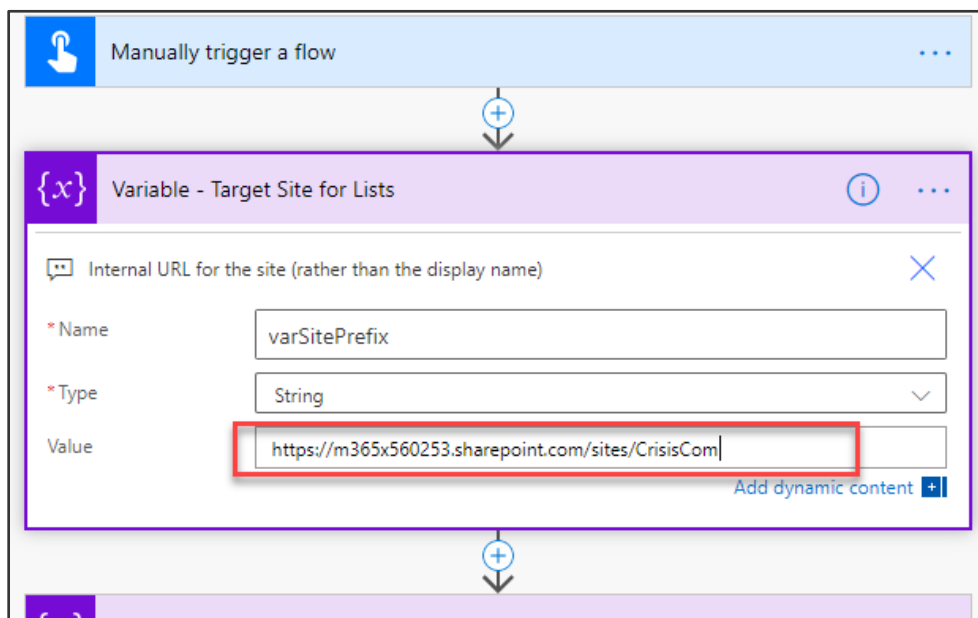 Manually trigger a flow
{x} Variable - Target Site for Lists
Internal URL for the site (rather than the display name)
*Name varSitePrefix
*Type String
Value https://m365x560253.sharepoint.com/sites/CrisisCom
Add dynamic content